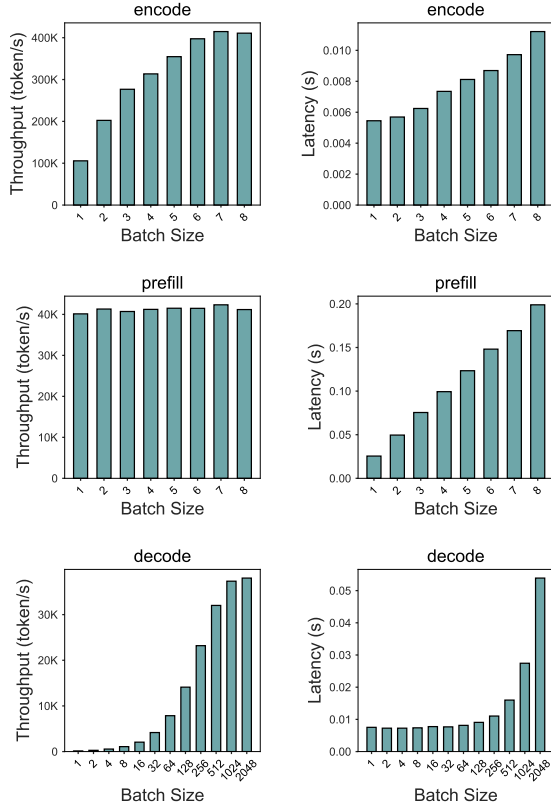 encode
Throughput (token/s)
400K
300K
200K
100K
0
1 2 3 4 5 6 7 8
Batch Size
encode
Latency (s)
0.010
0.008
0.006
0.004
0.002
0.000
1 2 3 4 5 6 7 8
Batch Size
prefill
Throughput (token/s)
40K
30K
20K
10K
0
1 2 3 4 5 6 7 8
Batch Size
prefill
Latency (s)
0.20
0.15
0.10
0.05
0.00
1 2 3 4 5 6 7 8
Batch Size
decode
Throughput (token/s)
30K
20K
10K
0
1 2 4 8 16 32 64 128 256 512 1024 2048
Batch Size
decode
Latency (s)
0.05
0.04
0.03
0.02
0.01
0.00
1 2 4 8 16 32 64 128 256 512 1024 2048
Batch Size